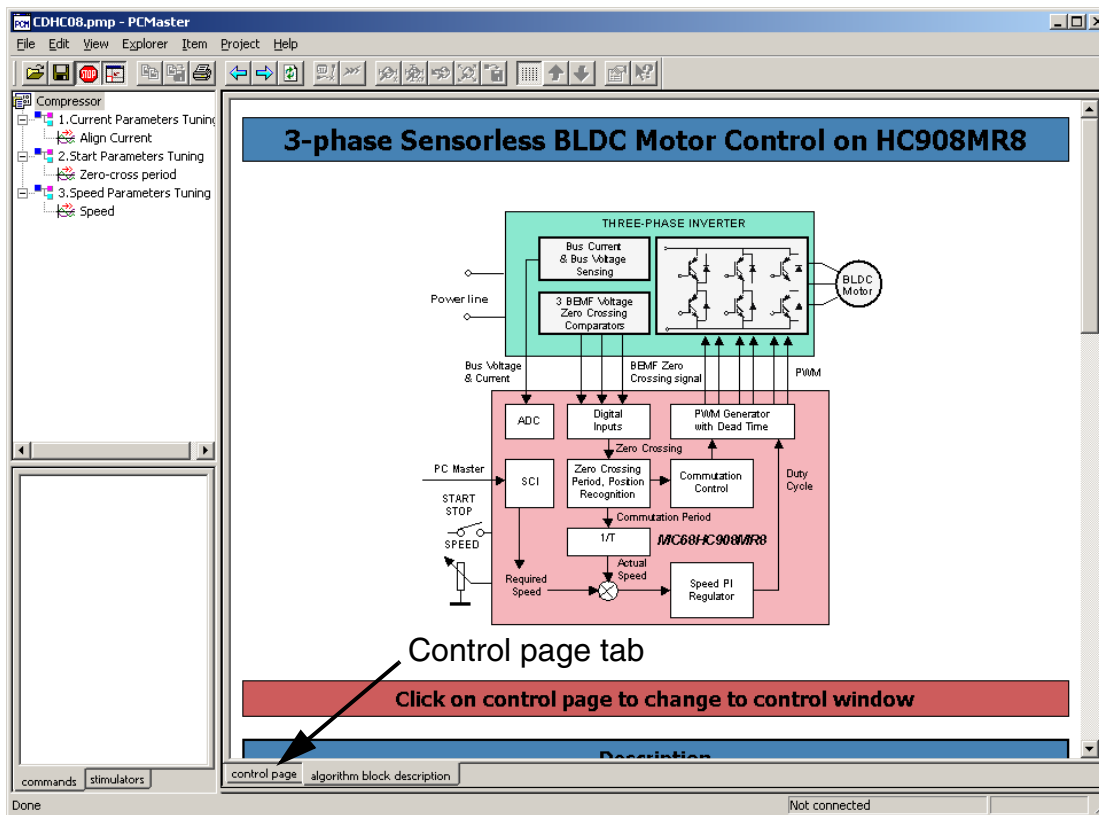 CDHC08.pmp - PCMaster
File Edit View Explorer Item Project Help
STOP
Compressor
1.Current Parameters Tuning
Align Current
2.Start Parameters Tuning
Zero-cross period
3.Speed Parameters Tuning
Speed
commands stimulators
3-phase Sensorless BLDC Motor Control on HC908MR8
THREE-PHASE INVERTER
Bus Current
& Bus Voltage
Sensing
3 BEMF Voltage
Zero Crossing
Comparators
Power line
BLDC
Motor
Bus Voltage
& Current
BEMF Zero
Crossing signal
PWM
ADC
Digital
Inputs
PWM Generator
with Dead Time
Zero Crossing
PC Master
SCI
Zero Crossing
Period, Position
Recognition
Commutation
Control
Duty
Cycle
START
STOP
SPEED
Commutation Period
1/T
MC68HC908MR8
Actual
Speed
Required
Speed
Speed PI
Regulator
Control page tab
Click on control page to change to control window
Description
control page algorithm block description
Done
Not connected